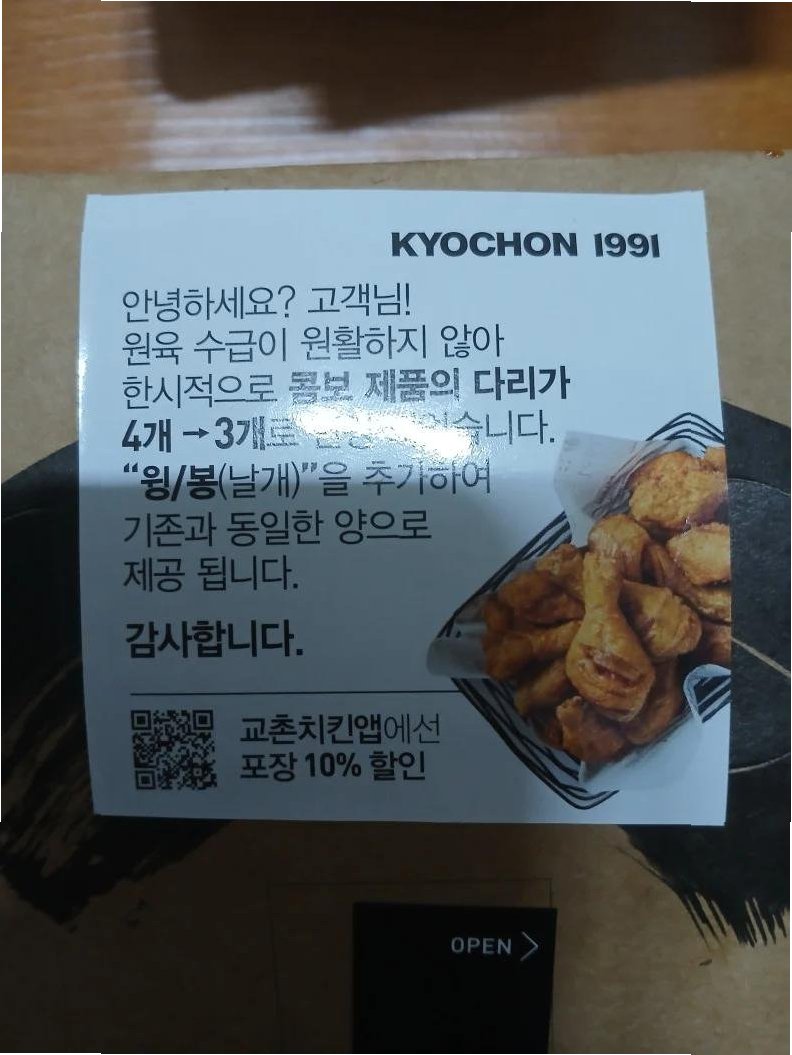 KYOCHON 1991
안녕하세요? 고객님!
원육 수급이 원활하지 않아
한시적으로 콤보 제품의 다리가
4개→3개로
“윙/봉(날개)”을 추가하여
기존과 동일한 양으로
제공 됩니다.
감사합니다.
교촌치킨앱에선
포장 10% 할인
OPEN >